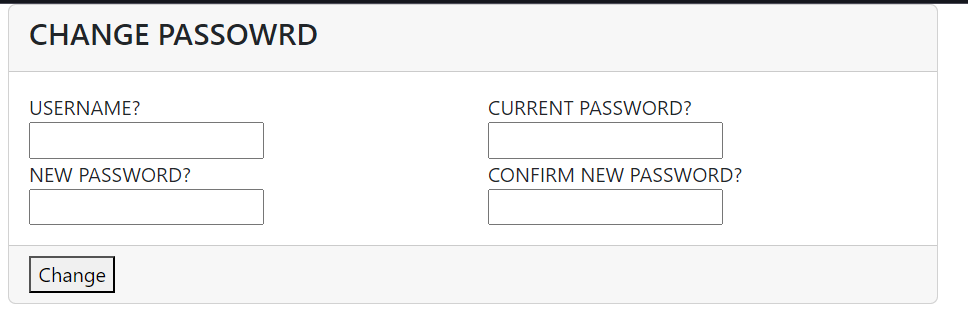 CHANGE PASSOWRD
USERNAME?
CURRENT PASSWORD?
NEW PASSWORD?
CONFIRM NEW PASSWORD?
Change